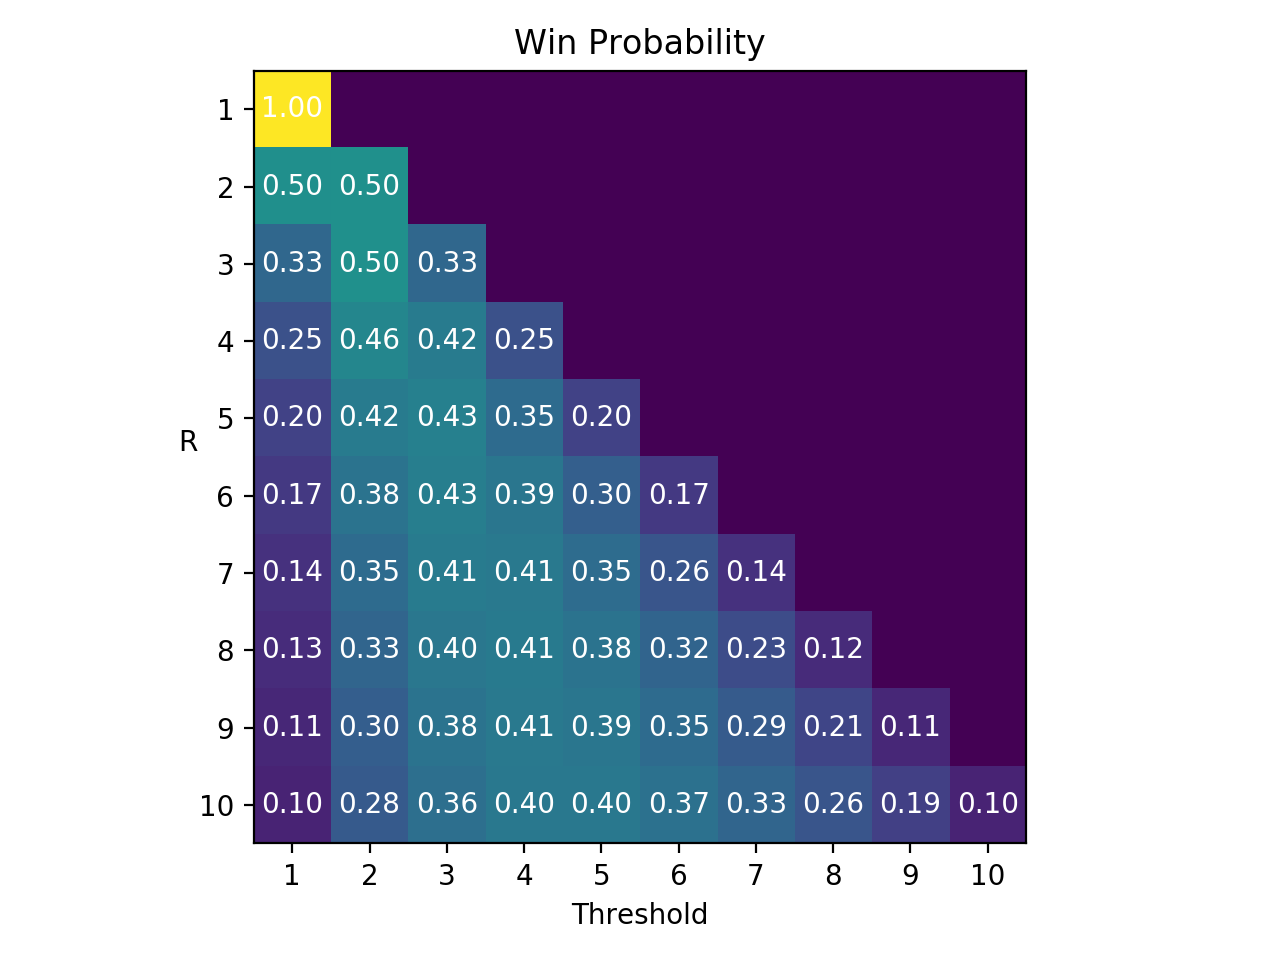 Win Probability
1 1.00
2 0.50 0.50
3 0.33 0.50 0.33
4 0.25 0.46 0.42 0.25
5 0.20 0.42 0.43 0.35 0.20
R
6 0.17 0.38 0.43 0.39 0.30 0.17
7 0.14 0.35 0.41 0.41 0.35 0.26 0.14
8 0.13 0.33 0.40 0.41 0.38 0.32 0.23 0.12
9 0.11 0.30 0.38 0.41 0.39 0.35 0.29 0.21 0.11
10 0.10 0.28 0.36 0.40 0.40 0.37 0.33 0.26 0.19 0.10
1 2 3 4 5 6 7 8 9 10
Threshold